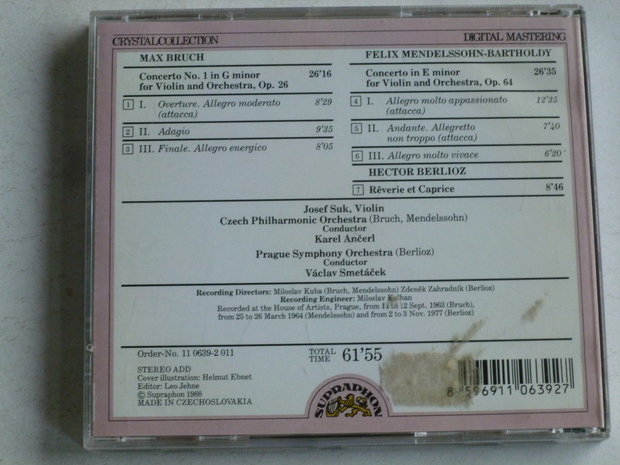 CRYSTALCOLLECTION
DIGITAL MASTERING
MAX BRUCH
Concerto No. 1 in G minor 26'16
for Violin and Orchestra, Op. 26
1 I. Overture. Allegro moderato 8'29
(attacca)
2 II. Adagio 9'35
3 III. Finale. Allegro energico 8'05
FELIX MENDELSSOHN-BARTHOLDY
Concerto in E minor 26'35
for Violin and Orchestra, Op. 64
4 I. Allegro molto appassionato 12'35
(attacca)
5 II. Andante. Allegretto 7'40
non troppo (attacca)
6 III. Allegro molto vivace 6'20
HECTOR BERLIOZ
7 Rêverie et Caprice 8'46
Josef Suk, Violin
Czech Philharmonic Orchestra (Bruch, Mendelssohn)
Conductor
Karel Ančerl
Prague Symphony Orchestra (Berlioz)
Conductor
Václav Smetáček
Recording Directors: Miloslav Kuba (Bruch, Mendelssohn) Zdeněk Zahradník (Berlioz)
Recording Engineer: Miloslav Kulhan
Recorded at the House of Artists, Prague, from 11 to 12 Sept. 1963 (Bruch),
from 25 to 26 March 1964 (Mendelssohn) and from 2 to 3 Nov. 1977 (Berlioz)
Order-No. 11 0639-2 011
TOTAL TIME 61'55
STEREO ADD
Cover illustration: Helmut Ebnet
Editor: Leo Jehne
Ⓟ Supraphon 1988
MADE IN CZECHOSLOVAKIA
SUPRAPHON
8 596911 063927